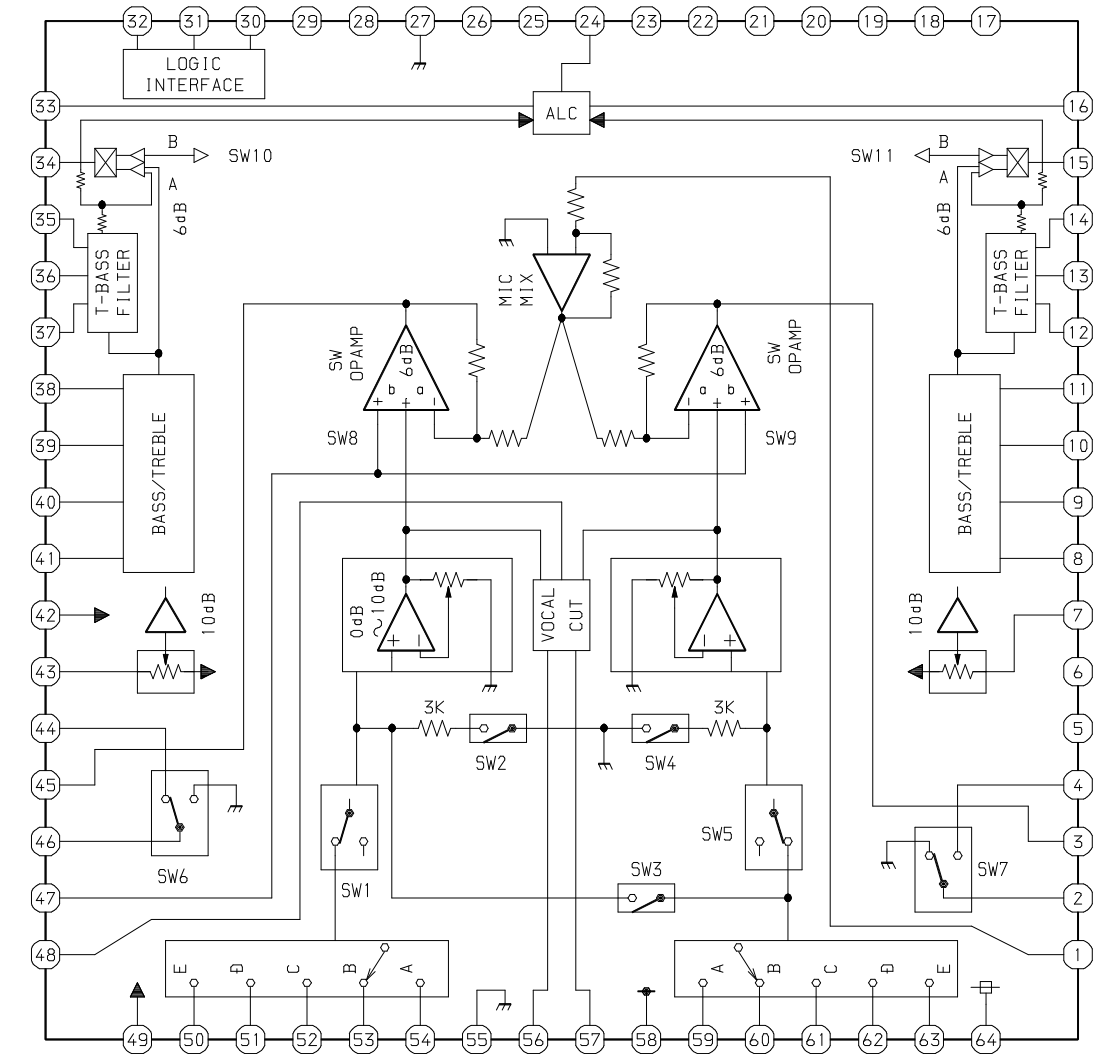 32 31 30 29 28 27 26 25 24 23 22 21 20 19 18 17
LOGIC
INTERFACE
33
ALC
16
34
B
SW10
SW11
B
15
A
A
6dB
6dB
35
14
T-BASS
FILTER
T-BASS
FILTER
36
13
MIC
MIX
37
12
SW
OPAMP
6dB
6dB
SW
OPAMP
38
b a
a b
11
+ + −
− + +
SW8
SW9
39
10
BASS/TREBLE
BASS/TREBLE
40
9
41
8
0dB
~10dB
VOCAL
CUT
42
10dB
10dB
7
+ −
− +
43
6
3K
3K
44
5
SW2
SW4
45
4
SW5
46
3
SW6
SW1
SW3
SW7
47
2
48
1
E D C B A
A B C D E
49 50 51 52 53 54 55 56 57 58 59 60 61 62 63 64